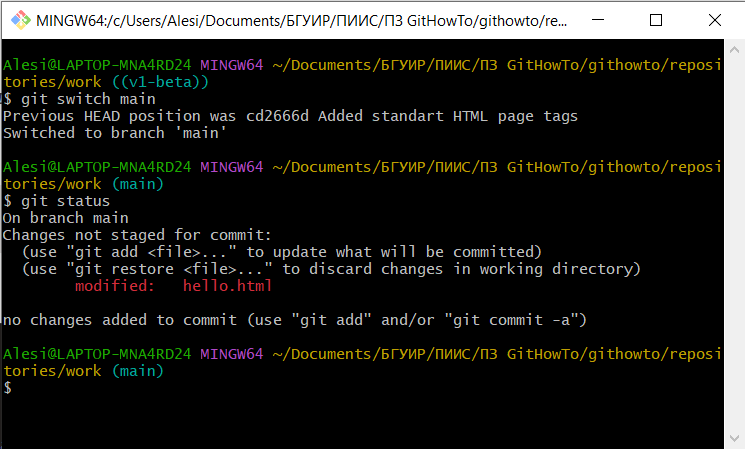 MINGW64:/c/Users/Alesi/Documents/БГУИР/ПИИС/ПЗ GitHowTo/githowto/re...
Alesi@LAPTOP-MNA4RD24 MINGW64 ~/Documents/БГУИР/ПИИС/ПЗ GitHowTo/githowto/reposi
tories/work ((v1-beta))
$ git switch main
Previous HEAD position was cd2666d Added standart HTML page tags
Switched to branch 'main'
Alesi@LAPTOP-MNA4RD24 MINGW64 ~/Documents/БГУИР/ПИИС/ПЗ GitHowTo/githowto/reposi
tories/work (main)
$ git status
On branch main
Changes not staged for commit:
  (use "git add <file>..." to update what will be committed)
  (use "git restore <file>..." to discard changes in working directory)
        modified:   hello.html
no changes added to commit (use "git add" and/or "git commit -a")
Alesi@LAPTOP-MNA4RD24 MINGW64 ~/Documents/БГУИР/ПИИС/ПЗ GitHowTo/githowto/reposi
tories/work (main)
$